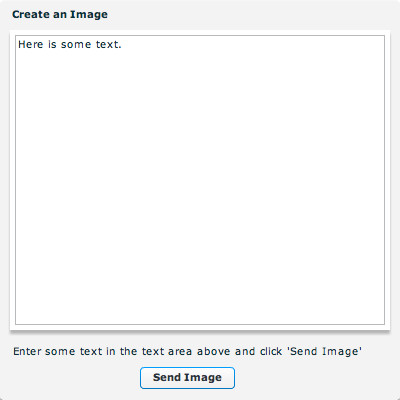 Create an Image
Here is some text.
Enter some text in the text area above and click 'Send Image'
Send Image